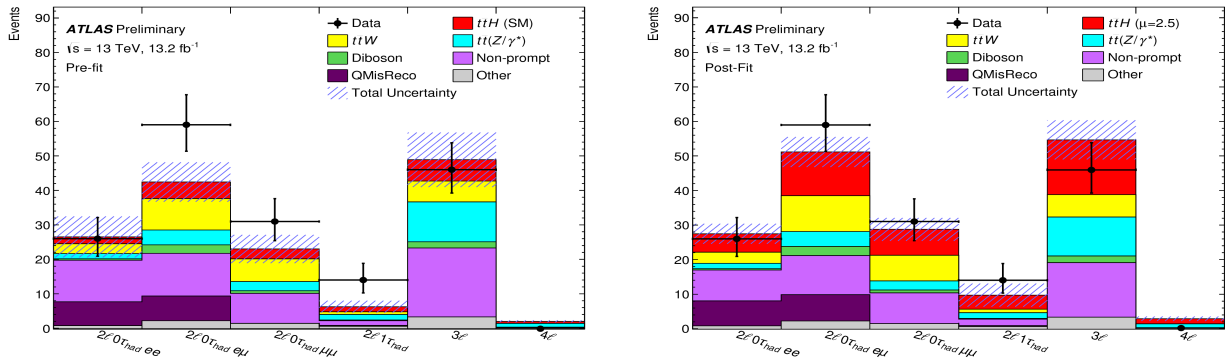 Events
90
80
70
60
50
40
30
20
10
0
ATLAS Preliminary
√s = 13 TeV, 13.2 fb⁻¹
Pre-fit
Data
ttH (SM)
ttW
tt(Z/γ*)
Diboson
Non-prompt
QMisReco
Other
Total Uncertainty
2ℓ0τhad ee
2ℓ0τhad eμ
2ℓ0τhad μμ
2ℓ1τhad
3ℓ
4ℓ
Events
90
80
70
60
50
40
30
20
10
0
ATLAS Preliminary
√s = 13 TeV, 13.2 fb⁻¹
Post-Fit
Data
ttH (μ=2.5)
ttW
tt(Z/γ*)
Diboson
Non-prompt
QMisReco
Other
Total Uncertainty
2ℓ0τhad ee
2ℓ0τhad eμ
2ℓ0τhad μμ
2ℓ1τhad
3ℓ
4ℓ